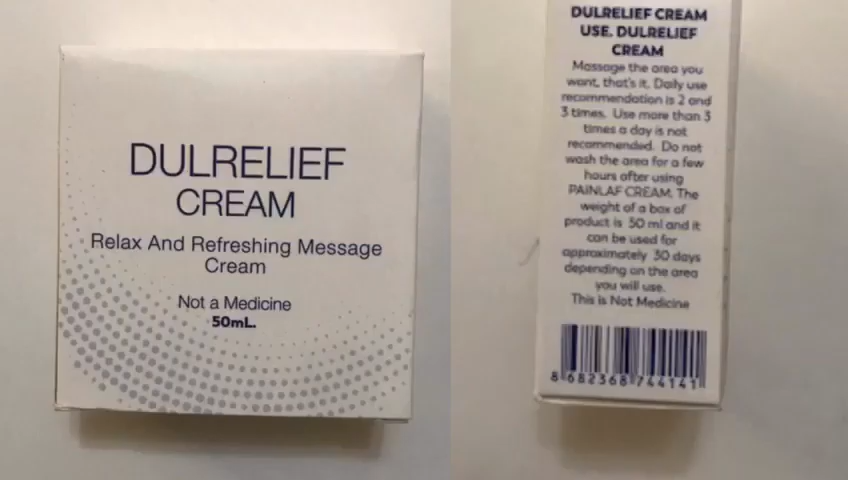 DULRELIEF
CREAM
Relax And Refreshing Message
Cream
Not a Medicine
50mL.
DULRELIEF CREAM
USE. DULRELIEF
CREAM
Massage the area you
want, that's it. Daily use
recommendation is 2 and
3 times. Use more than 3
times a day is not
recommended. Do not
wash the area for a few
hours after using
PAINLAF CREAM. The
weight of a box of
product is 50 ml and it
can be used for
approximately 30 days
depending on the area
you will use.
This is Not Medicine
8 682368 744141